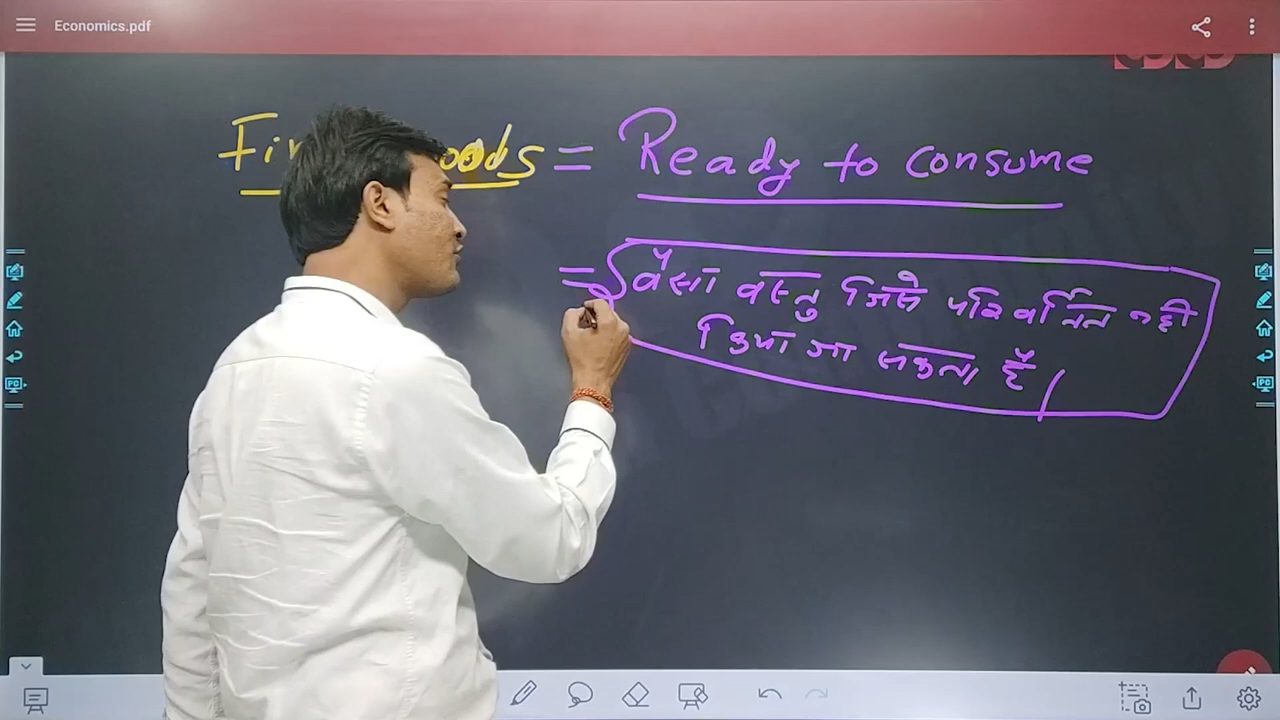 Economics.pdf
Fi oods = Ready to consume
= वैसा वस्तु जिसे परिवर्तित नही
किया जा सकता है।